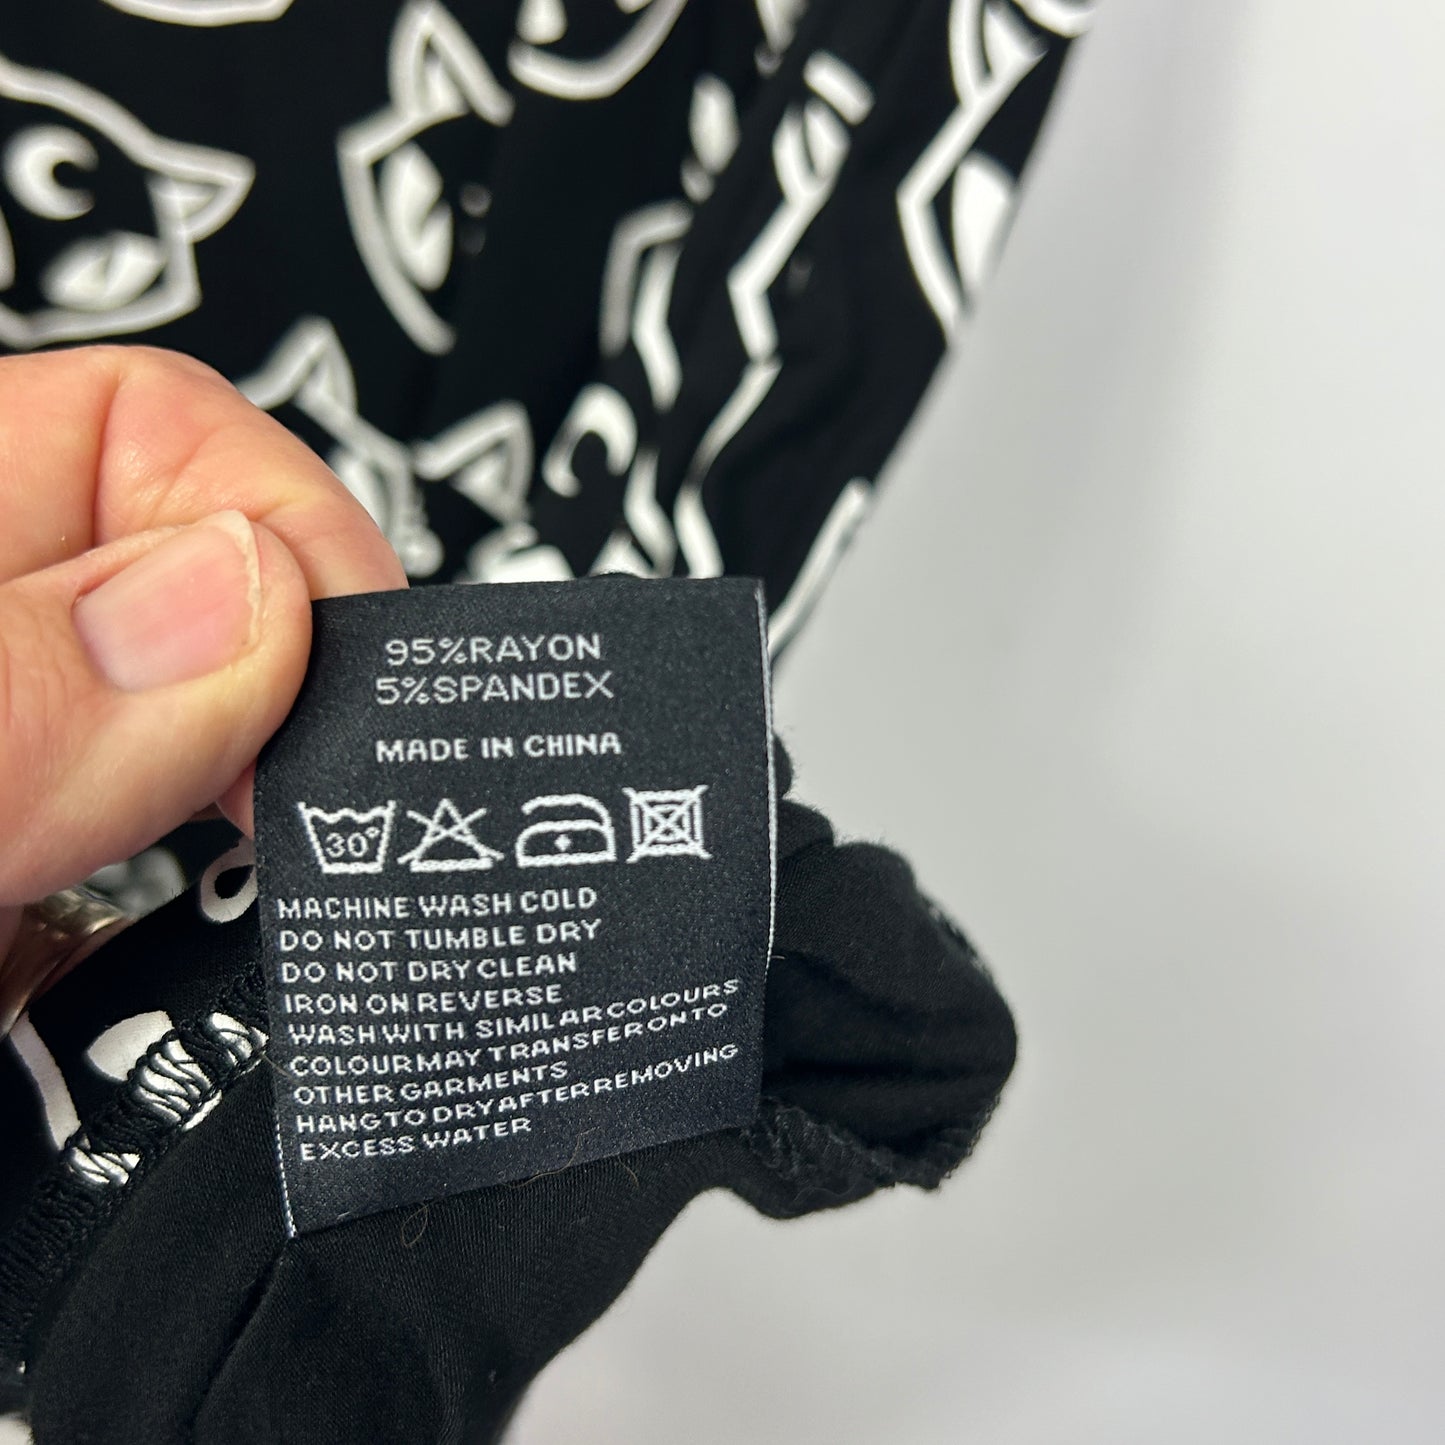 95%RAYON
5%SPANDEX
MADE IN CHINA
30°
MACHINE WASH COLD
DO NOT TUMBLE DRY
DO NOT DRY CLEAN
IRON ON REVERSE
WASH WITH SIMILAR COLOURS
COLOUR MAY TRANSFER ONTO
OTHER GARMENTS
HANG TO DRY AFTER REMOVING
EXCESS WATER